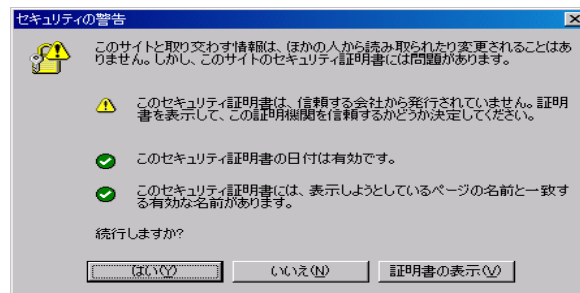 セキュリティの警告
このサイトと取り交わす情報は、ほかの人から読み取られたり変更されることはあ
りません。しかし、このサイトのセキュリティ証明書には問題があります。
このセキュリティ証明書は、信頼する会社から発行されていません。証明
書を表示して、この証明機関を信頼するかどうか決定してください。
このセキュリティ証明書の日付は有効です。
このセキュリティ証明書には、表示しようとしているページの名前と一致す
る有効な名前があります。
続行しますか?
はい(Y)
いいえ(N)
証明書の表示(V)